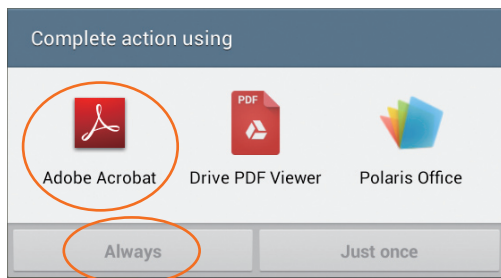 Complete action using
PDF
Adobe Acrobat Drive PDF Viewer Polaris Office
Always Just once